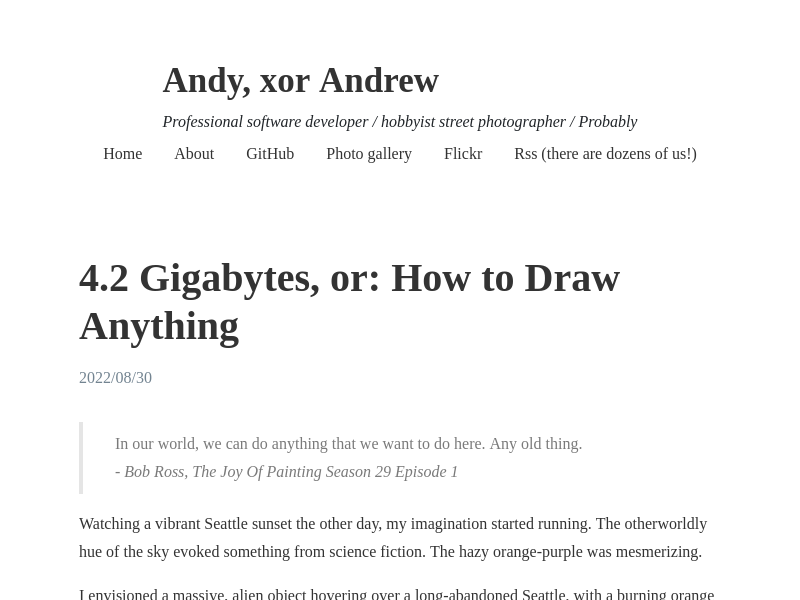 Andy, xor Andrew
Professional software developer / hobbyist street photographer / Probably
Home About GitHub Photo gallery Flickr Rss (there are dozens of us!)
4.2 Gigabytes, or: How to Draw
Anything
2022/08/30
In our world, we can do anything that we want to do here. Any old thing.
- Bob Ross, The Joy Of Painting Season 29 Episode 1
Watching a vibrant Seattle sunset the other day, my imagination started running. The otherworldly
hue of the sky evoked something from science fiction. The hazy orange-purple was mesmerizing.
I envisioned a massive, alien object hovering over a long-abandoned Seattle, with a burning orange